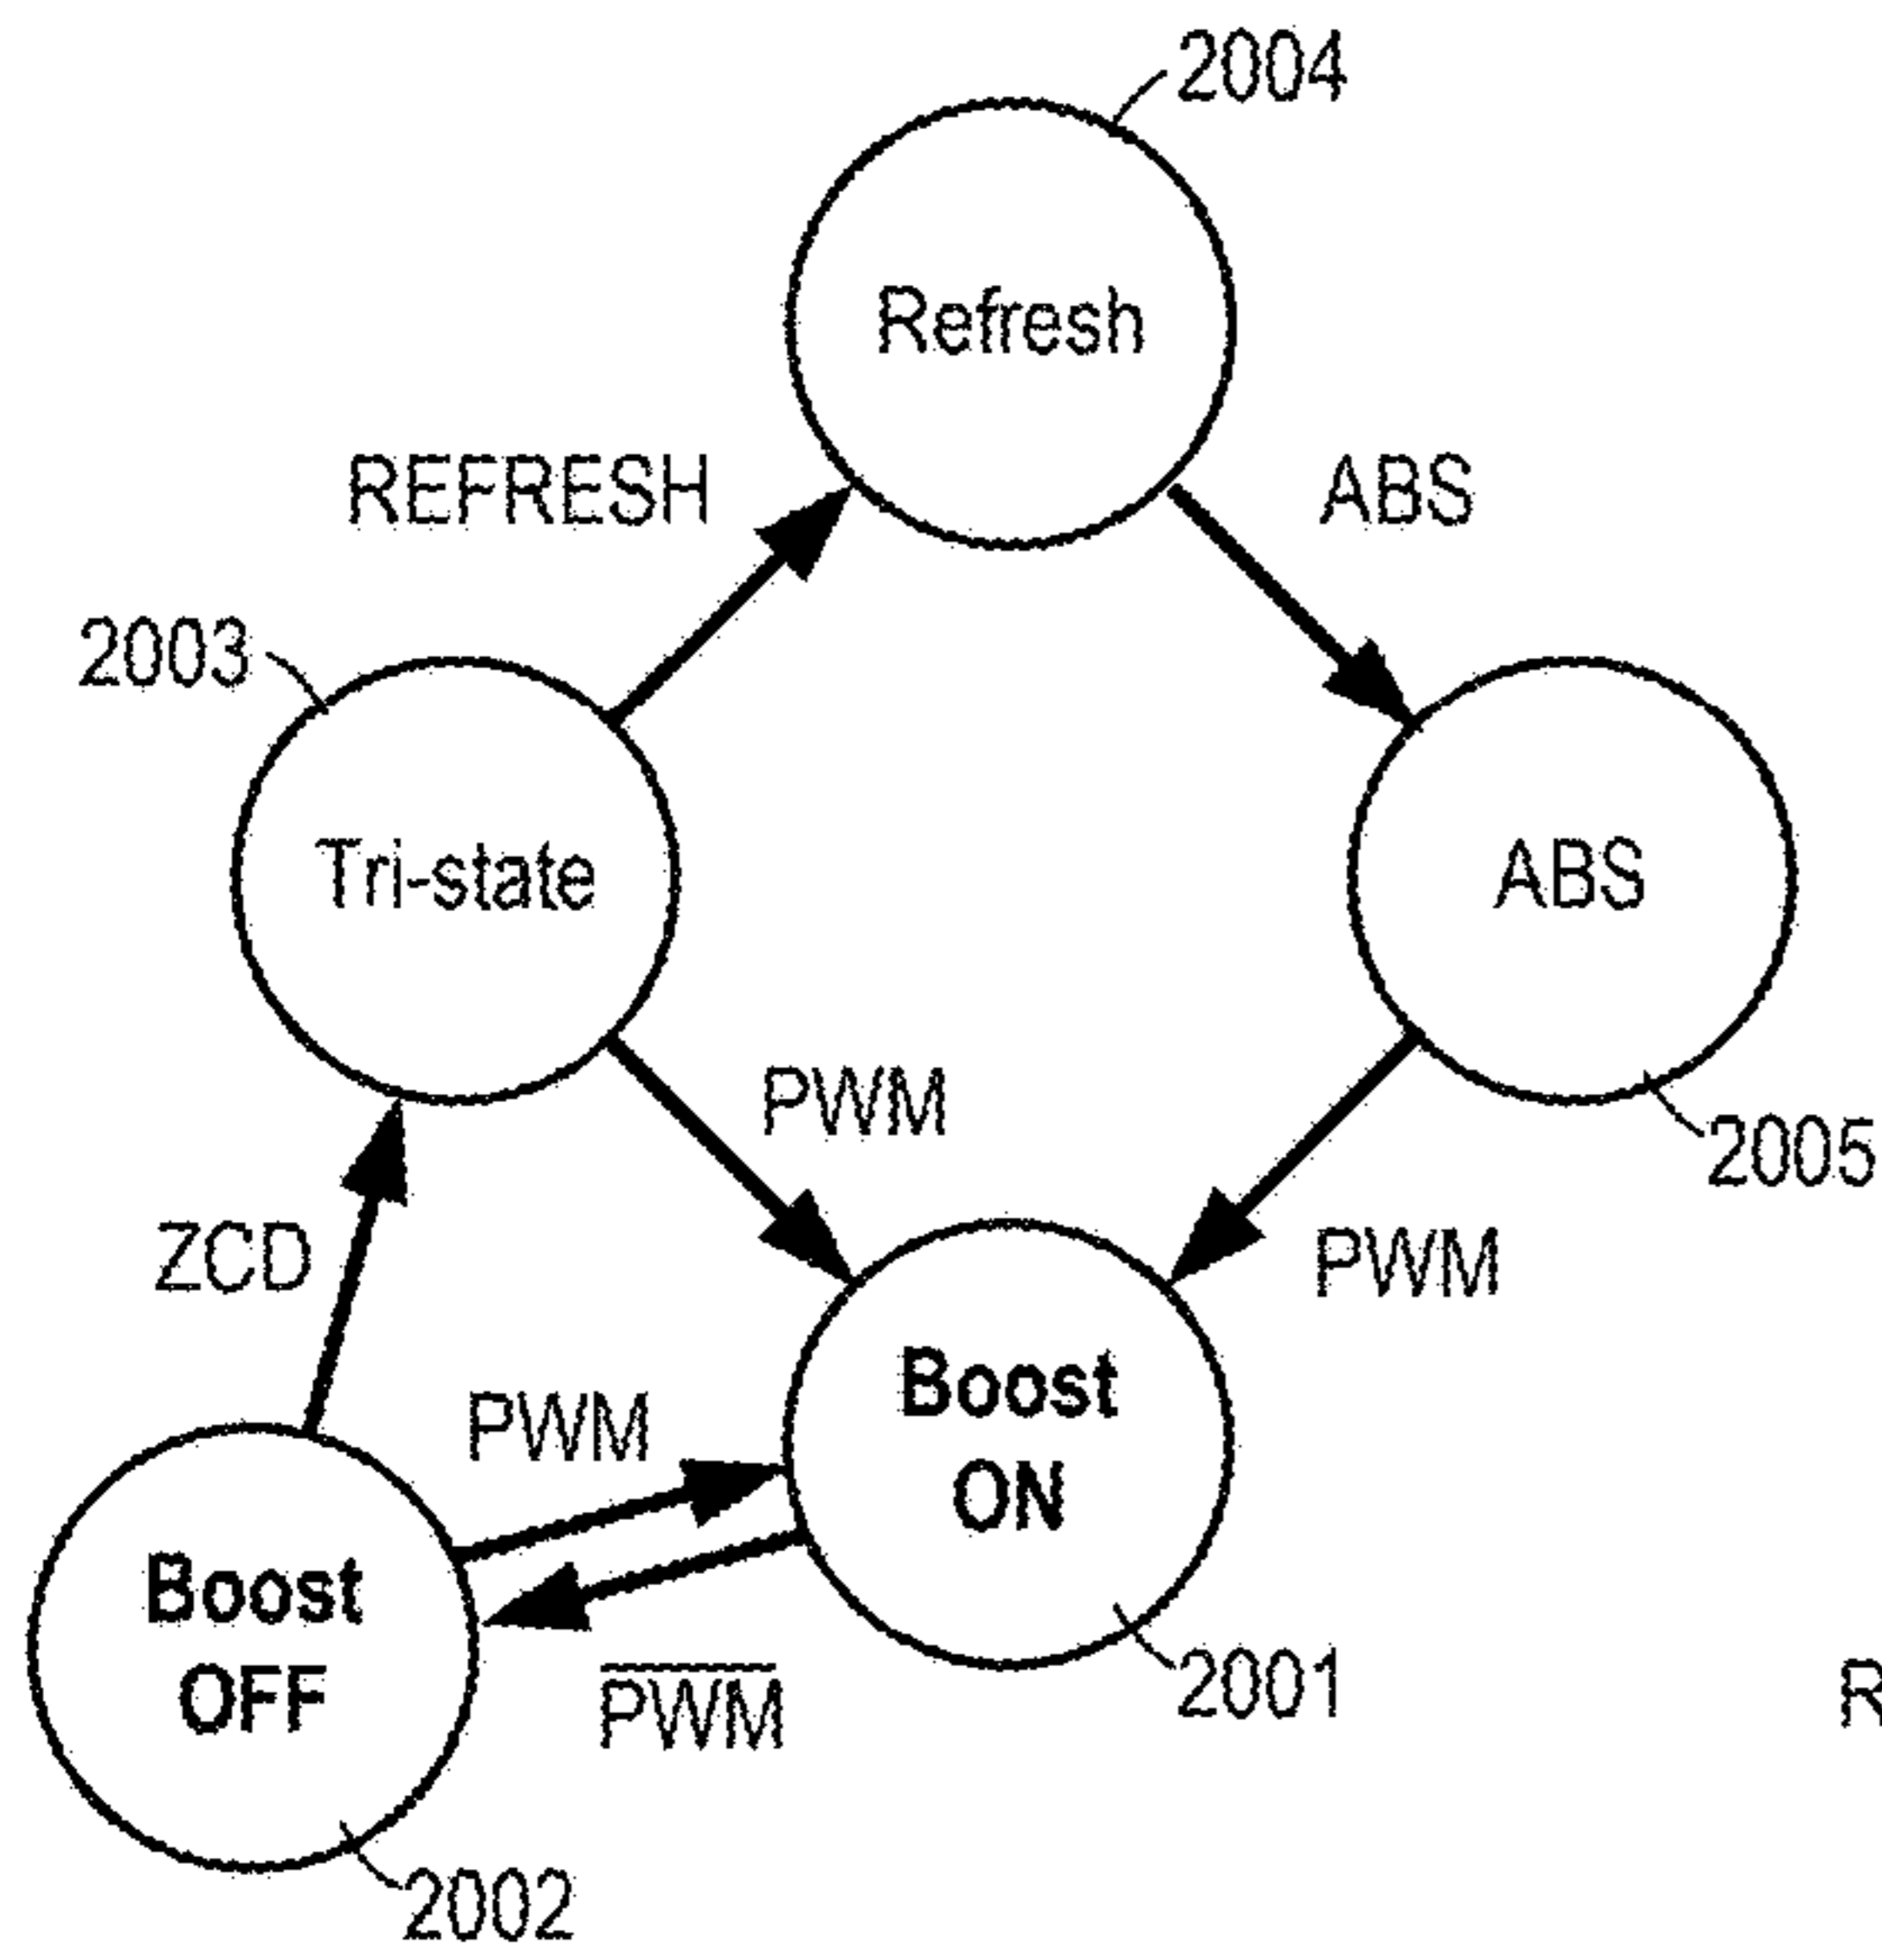 2004
Refresh
REFRESH
ABS
2003
Tri-state
ABS
PWM
2005
ZCD
PWM
Boost
ON
PWM
Boost
OFF
P̅W̅M̅
2001
R
2002